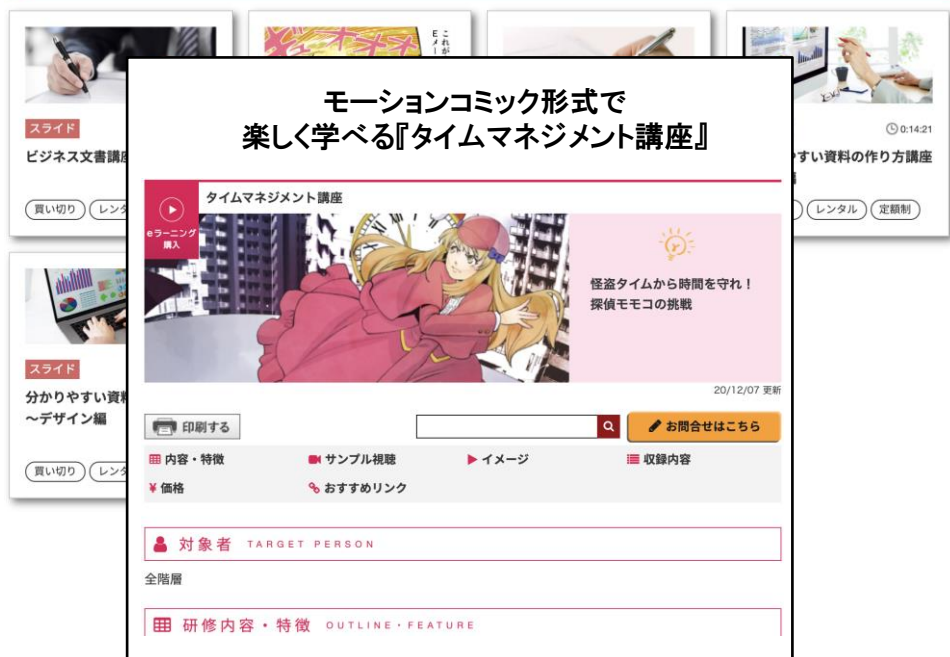 これが
Eメー
スライド
ビジネス文書講座
買い切り
レンタ
0:14:21
すい資料の作り方講座
レンタル
定額制
スライド
分かりやすい資料
～デザイン編
買い切り
レンタ
モーションコミック形式で
楽しく学べる『タイムマネジメント講座』
eラーニング
購入
タイムマネジメント講座
怪盗タイムから時間を守れ！
探偵モモコの挑戦
20/12/07 更新
印刷する
お問合せはこちら
内容・特徴
サンプル視聴
イメージ
収録内容
¥ 価格
おすすめリンク
対象者 TARGET PERSON
全階層
研修内容・特徴 OUTLINE・FEATURE